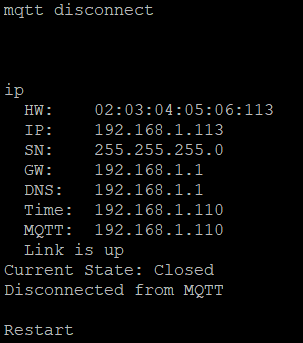 mqtt disconnect
ip
HW: 02:03:04:05:06:113
IP: 192.168.1.113
SN: 255.255.255.0
GW: 192.168.1.1
DNS: 192.168.1.1
Time: 192.168.1.110
MQTT: 192.168.1.110
Link is up
Current State: Closed
Disconnected from MQTT
Restart